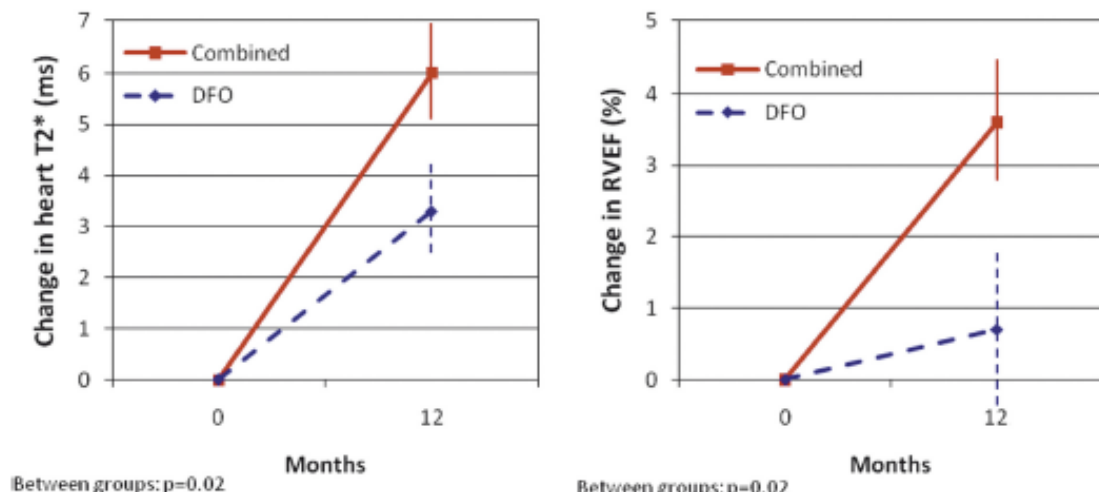 Change in heart T2* (ms)
7
6
5
4
3
2
1
0
Combined
DFO
0
12
Months
Between groups: p=0.02
Change in RVEF (%)
5
4
3
2
1
0
Combined
DFO
0
12
Months
Between groups: p=0.02